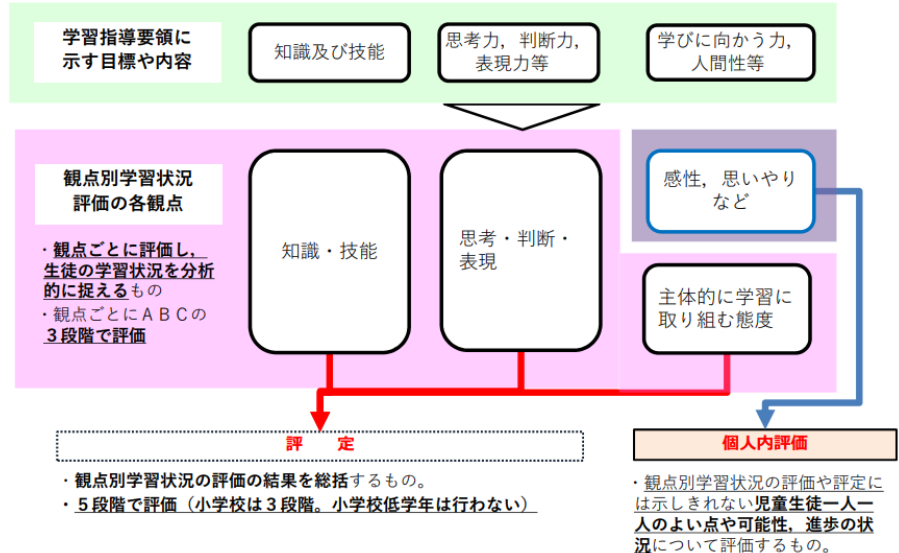 学習指導要領に
示す目標や内容
知識及び技能
思考力，判断力，
表現力等
学びに向かう力，
人間性等
観点別学習状況
評価の各観点
・観点ごとに評価し，
生徒の学習状況を分析
的に捉えるもの
・観点ごとにＡＢＣの
３段階で評価
知識・技能
思考・判断・
表現
感性，思いやり
など
主体的に学習に
取り組む態度
評　定
・観点別学習状況の評価の結果を総括するもの。
・５段階で評価（小学校は３段階。小学校低学年は行わない）
個人内評価
・観点別学習状況の評価や評定に
は示しきれない児童生徒一人一
人のよい点や可能性，進歩の状
況について評価するもの。